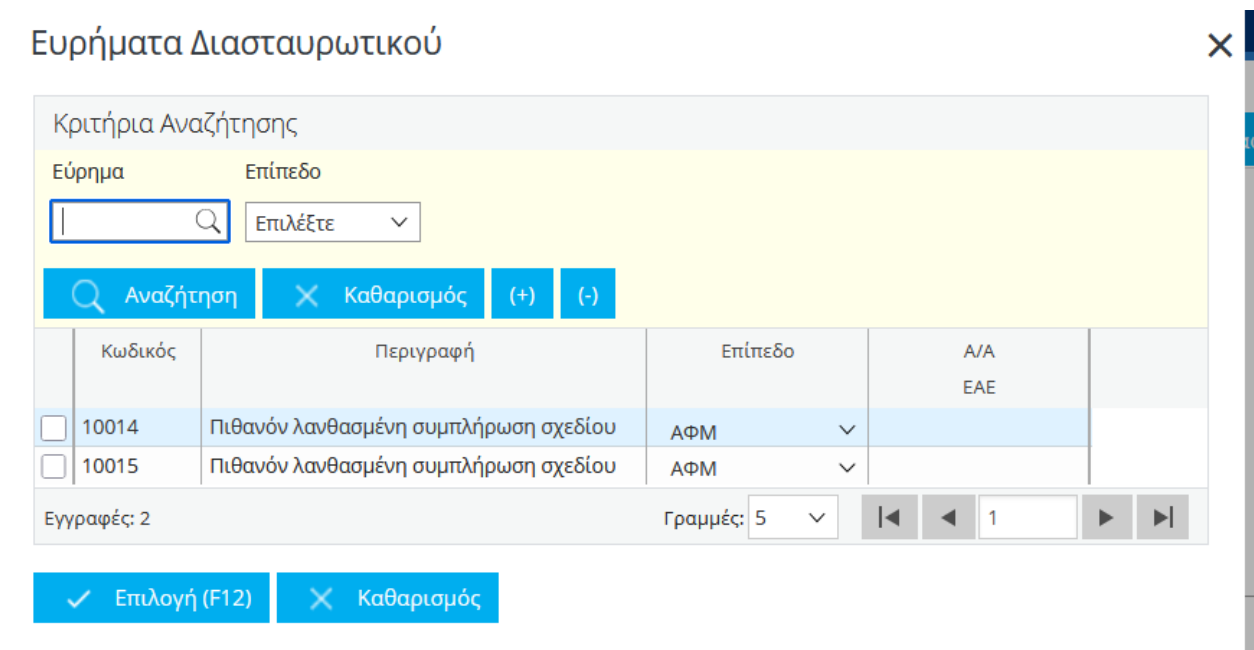 Ευρήματα Διασταυρωτικού
Κριτήρια Αναζήτησης
Εύρημα Επίπεδο
Επιλέξτε
Αναζήτηση Καθαρισμός (+) (-)
Κωδικός Περιγραφή Επίπεδο Α/Α
ΕΑΕ
10014 Πιθανόν λανθασμένη συμπλήρωση σχεδίου ΑΦΜ
10015 Πιθανόν λανθασμένη συμπλήρωση σχεδίου ΑΦΜ
Εγγραφές: 2 Γραμμές: 5 1
Επιλογή (F12) Καθαρισμός